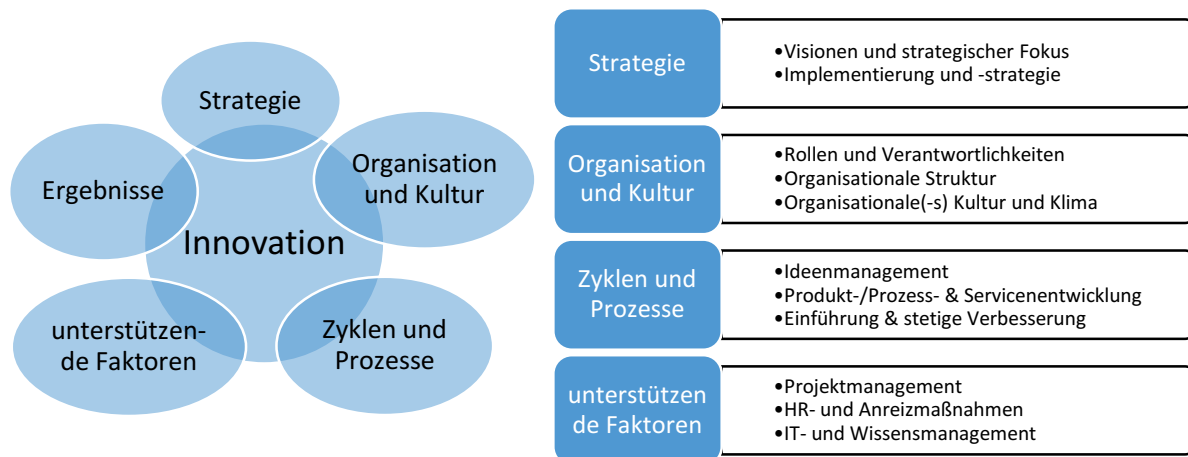 Strategie
Organisation
und Kultur
Ergebnisse
Innovation
unterstützen-
de Faktoren
Zyklen und
Prozesse
Strategie
•Visionen und strategischer Fokus
•Implementierung und -strategie
Organisation
und Kultur
•Rollen und Verantwortlichkeiten
•Organisationale Struktur
•Organisationale(-s) Kultur und Klima
Zyklen und
Prozesse
•Ideenmanagement
•Produkt-/Prozess- & Servicenentwicklung
•Einführung & stetige Verbesserung
unterstützen
de Faktoren
•Projektmanagement
•HR- und Anreizmaßnahmen
•IT- und Wissensmanagement